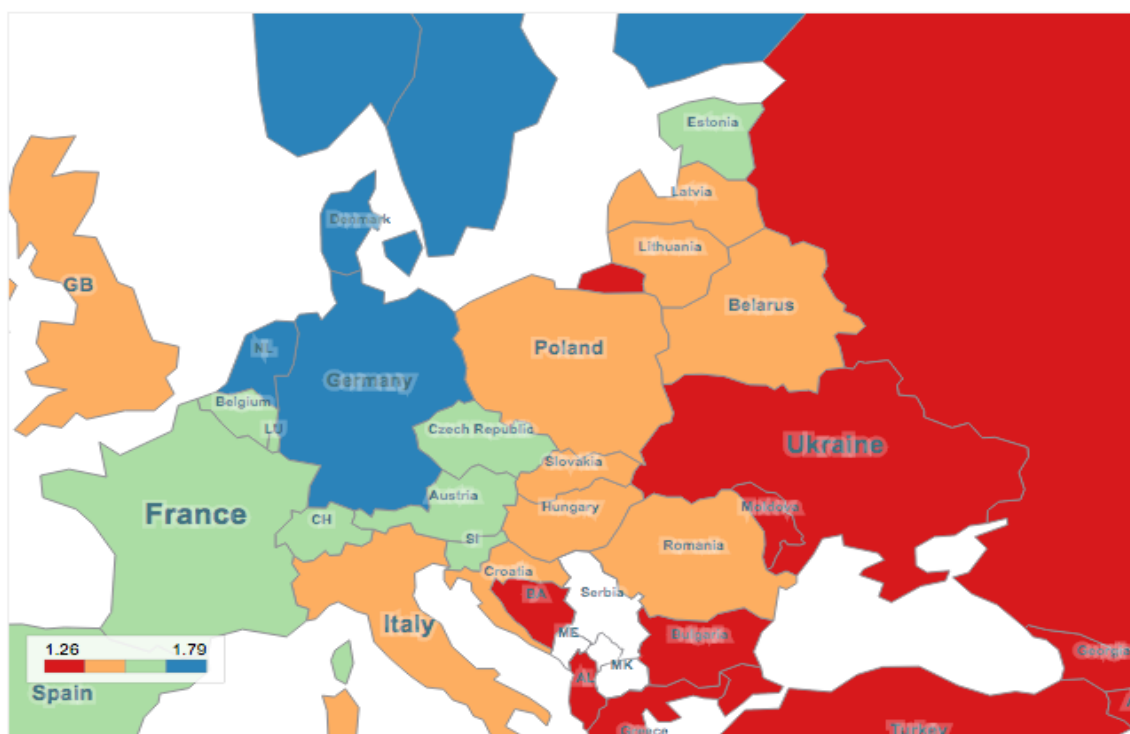 Estonia
Latvia
Denmark
Lithuania
GB
Belarus
NL
Poland
Germany
Belgium
LU
Czech Republic
Ukraine
Slovakia
Austria
Hungary
Moldova
France
CH
SI
Romania
Croatia
BA
Serbia
Italy
ME
Bulgaria
1.26 1.79
Georgia
MK
AL
Spain
Greece
Turkey